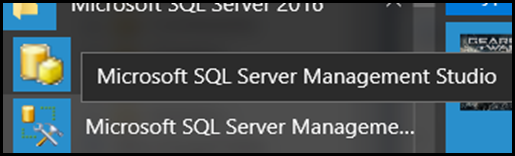 Microsoft SQL Server 2016
Microsoft SQL Server Management Studio
Microsoft SQL Server Manageme...